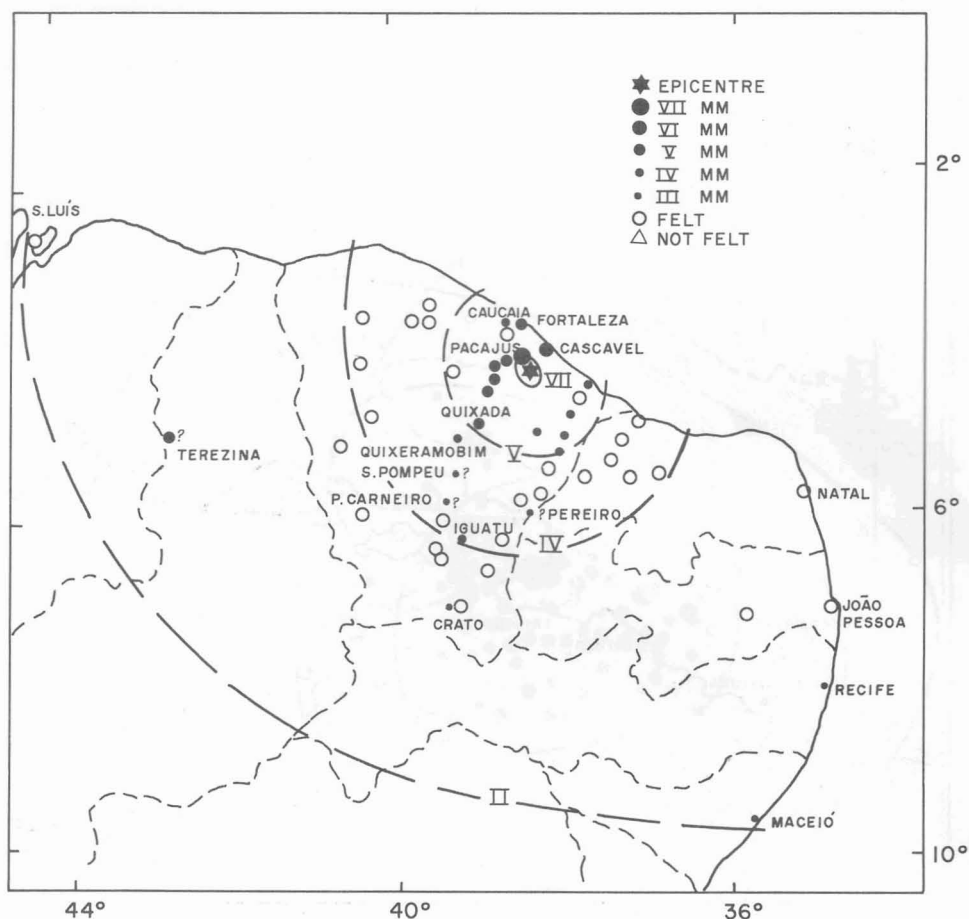 EPICENTRE
VII MM
VI MM
V MM
IV MM
III MM
FELT
NOT FELT
2°
S. LUÍS
CAUCAIA
FORTALEZA
PACAJUS
CASCAVEL
VII
QUIXADA
? TEREZINA
QUIXERAMOBIM
V
S. POMPEU ?
P. CARNEIRO ?
? PEREIRO
NATAL
6°
IGUATU
IV
CRATO
JOÃO
PESSOA
RECIFE
II
MACEIÓ
10°
44° 40° 36°